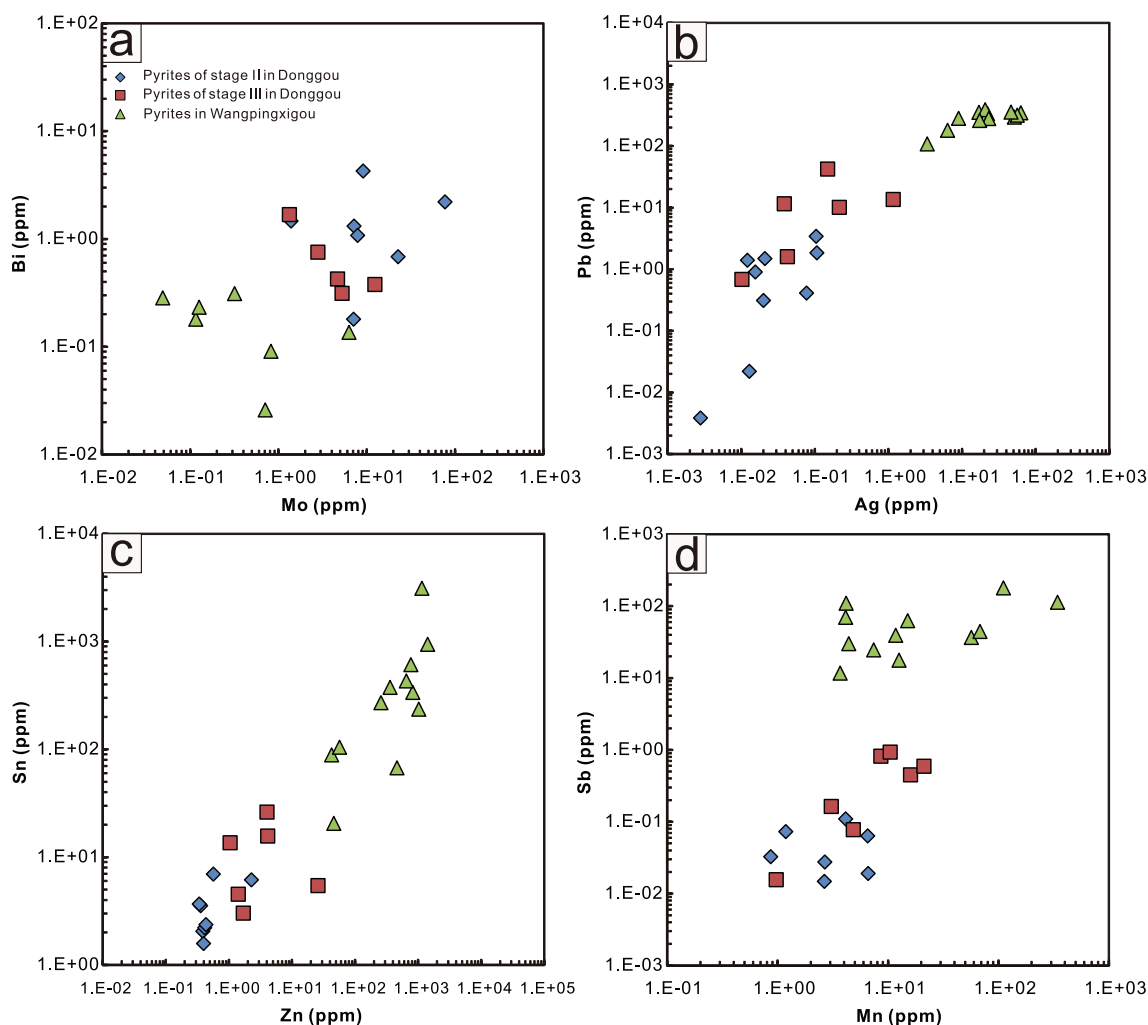 a
1.E+02
1.E+01
1.E+00
1.E-01
1.E-02
Bi (ppm)
Pyrites of stage II in Donggou
Pyrites of stage III in Donggou
Pyrites in Wangpingxigou
1.E-02 1.E-01 1.E+00 1.E+01 1.E+02 1.E+03
Mo (ppm)
b
1.E+04
1.E+03
1.E+02
1.E+01
1.E+00
1.E-01
1.E-02
1.E-03
Pb (ppm)
1.E-03 1.E-02 1.E-01 1.E+00 1.E+01 1.E+02 1.E+03
Ag (ppm)
c
1.E+04
1.E+03
1.E+02
1.E+01
1.E+00
Sn (ppm)
1.E-02 1.E-01 1.E+00 1.E+01 1.E+02 1.E+03 1.E+04 1.E+05
Zn (ppm)
d
1.E+03
1.E+02
1.E+01
1.E+00
1.E-01
1.E-02
1.E-03
Sb (ppm)
1.E-01 1.E+00 1.E+01 1.E+02 1.E+03
Mn (ppm)